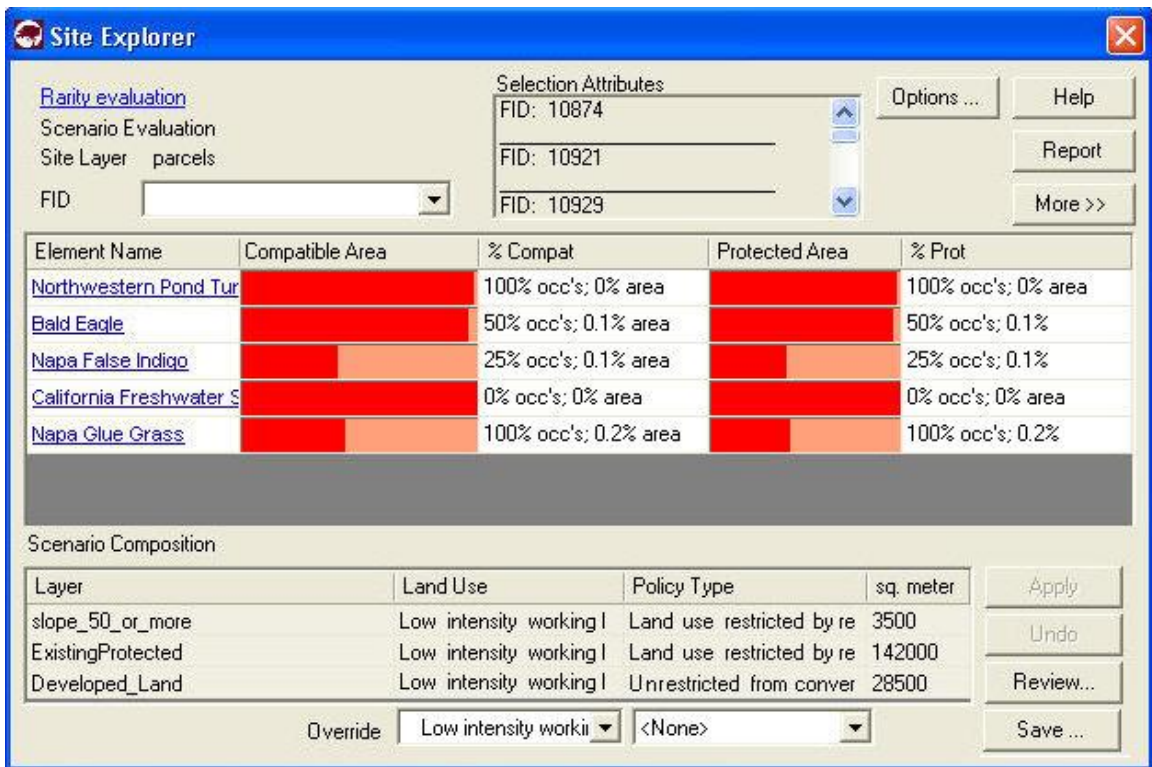 Site Explorer
Rarity evaluation
Scenario Evaluation
Site Layer parcels
FID
Selection Attributes
FID: 10874
FID: 10921
FID: 10929
Options ...
Help
Report
More >>
Element Name Compatible Area % Compat Protected Area % Prot
Northwestern Pond Tur 100% occ's; 0% area 100% occ's; 0% area
Bald Eagle 50% occ's; 0.1% area 50% occ's; 0.1%
Napa False Indigo 25% occ's; 0.1% area 25% occ's; 0.1%
California Freshwater S 0% occ's; 0% area 0% occ's; 0% area
Napa Glue Grass 100% occ's; 0.2% area 100% occ's; 0.2%
Scenario Composition
Layer Land Use Policy Type sq. meter
slope_50_or_more Low intensity working l Land use restricted by re 3500
ExistingProtected Low intensity working l Land use restricted by re 142000
Developed_Land Low intensity working l Unrestricted from conver 28500
Apply
Undo
Review...
Save ...
Override Low intensity workin <None>